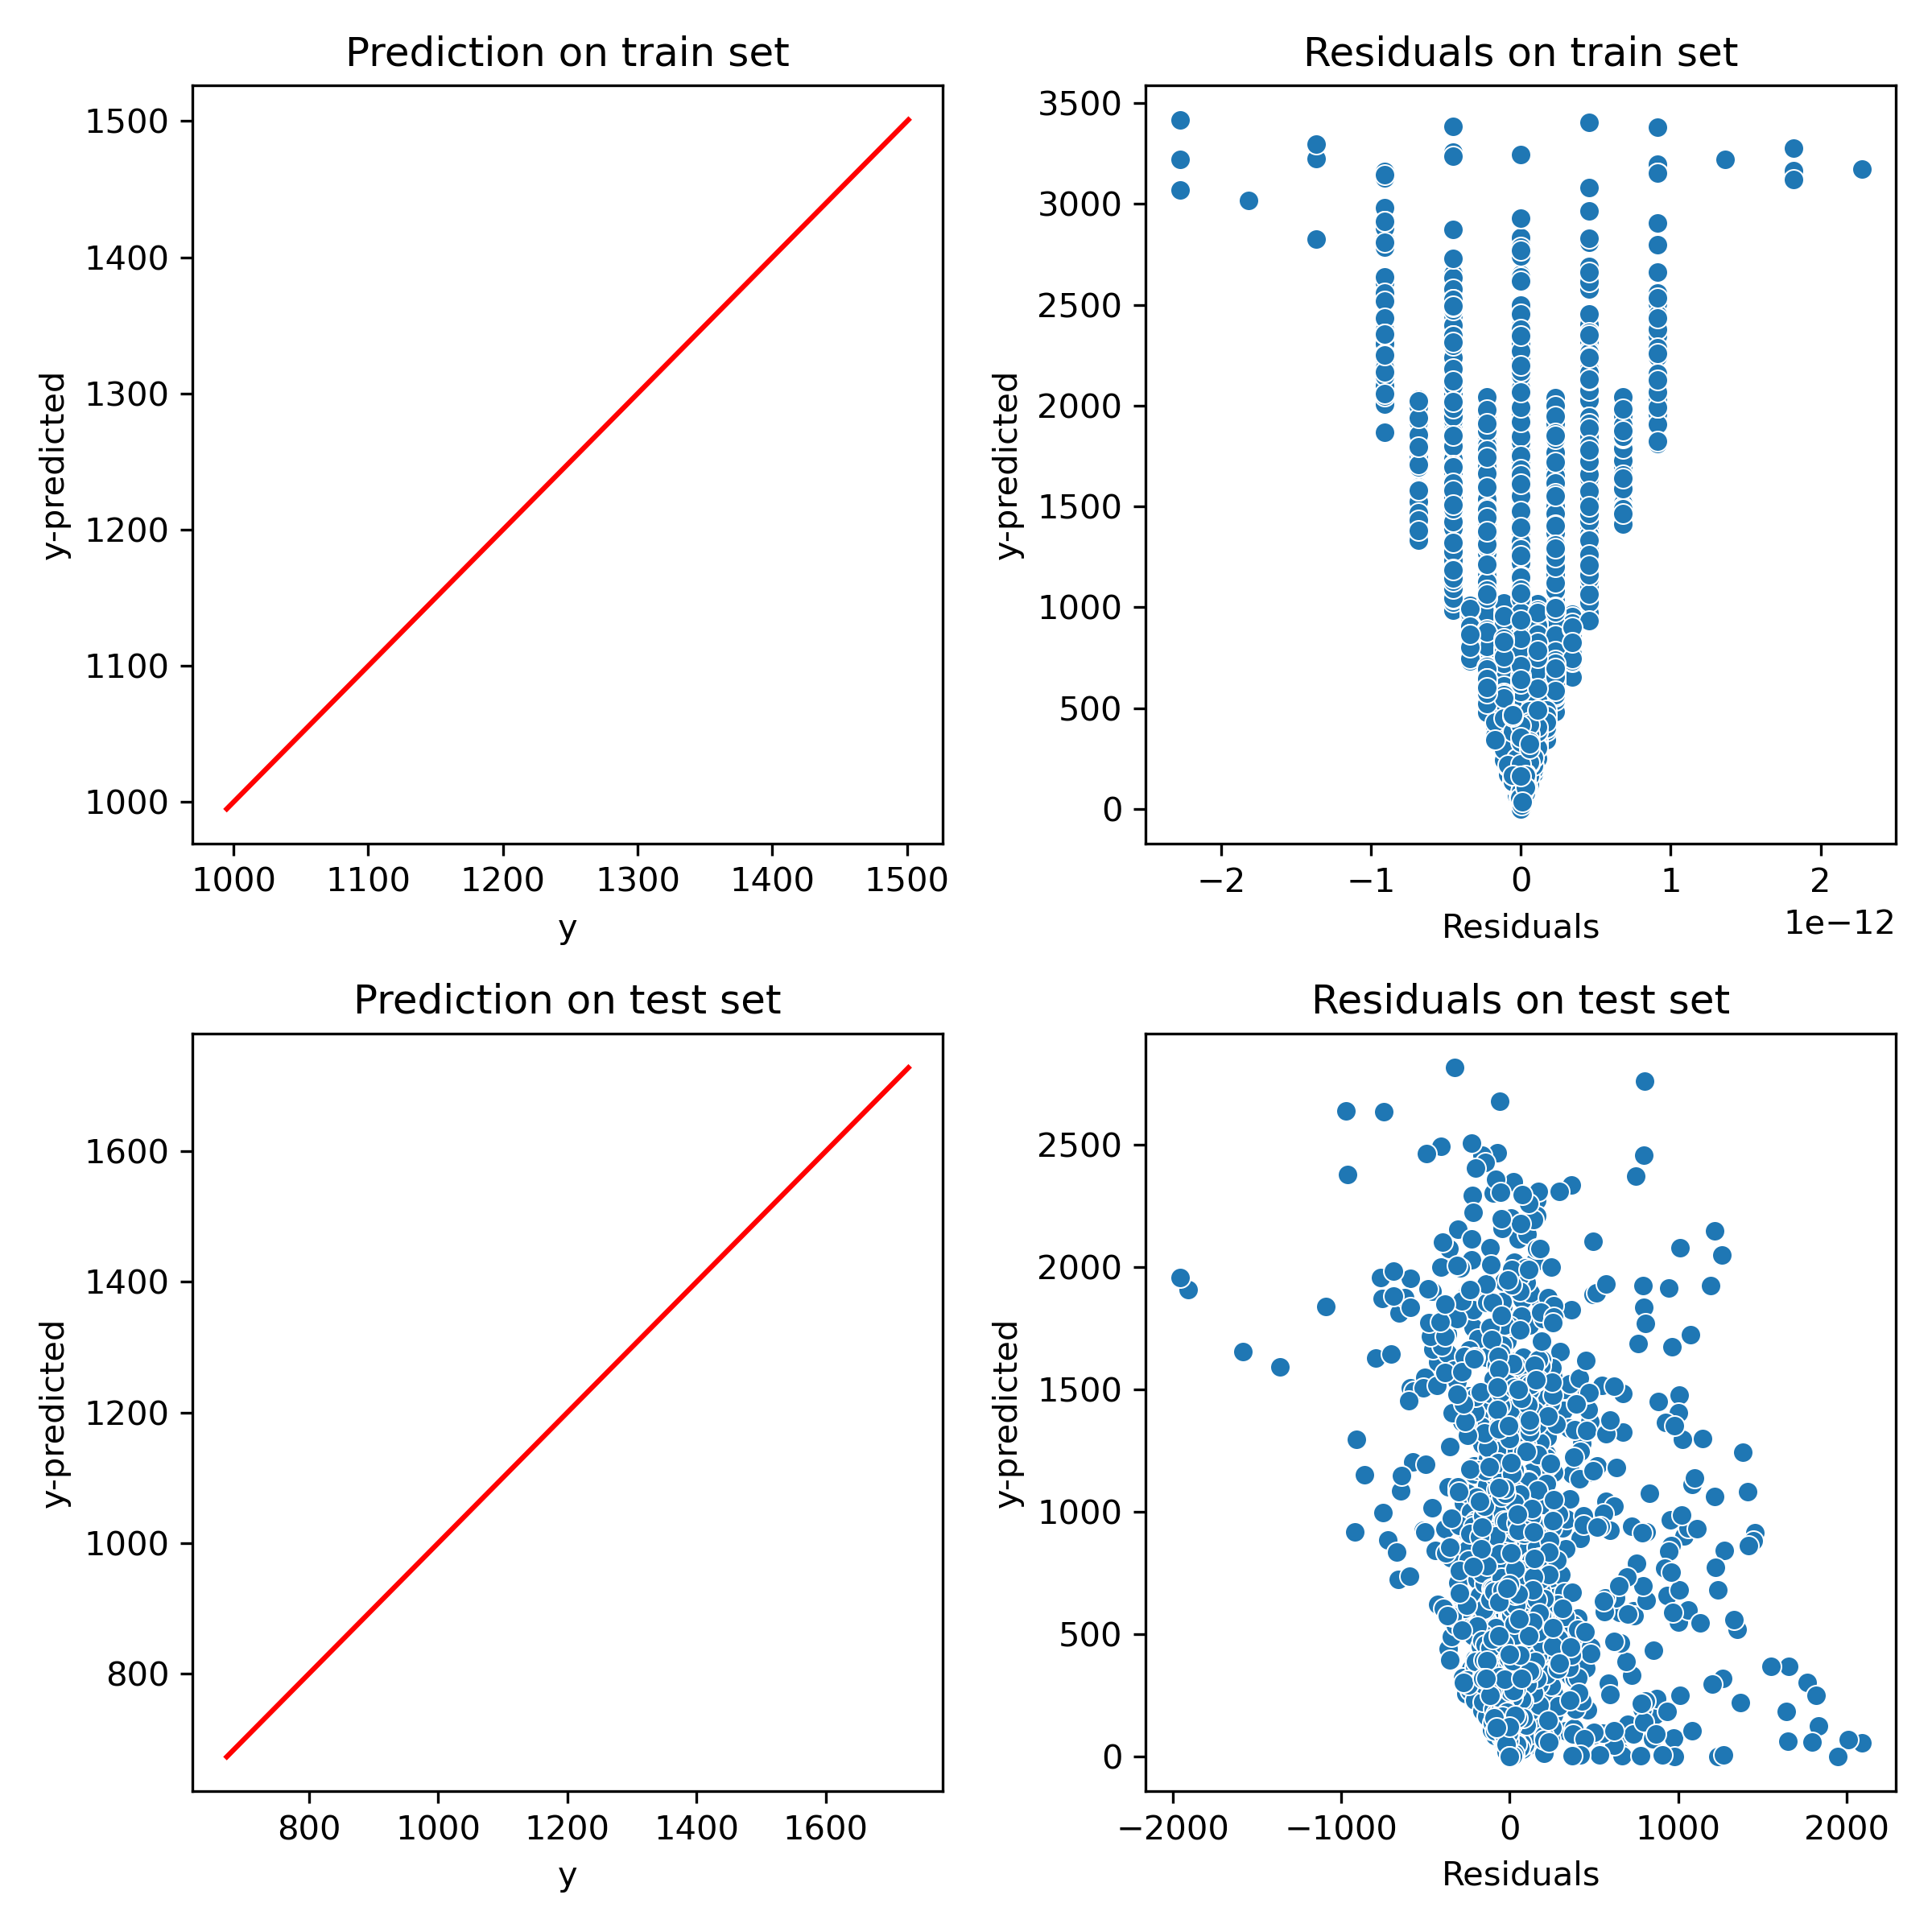 Prediction on train set
1500
1400
1300
1200
1100
1000
y-predicted
1000 1100 1200 1300 1400 1500
y
Residuals on train set
3500
3000
2500
2000
1500
1000
500
0
y-predicted
−2 −1 0 1 2
1e−12
Residuals
Prediction on test set
1600
1400
1200
1000
800
y-predicted
800 1000 1200 1400 1600
y
Residuals on test set
2500
2000
1500
1000
500
0
y-predicted
−2000 −1000 0 1000 2000
Residuals